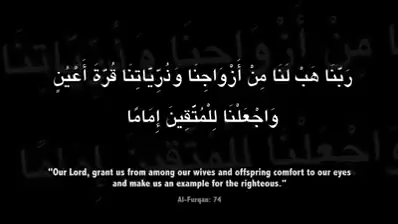 رَبَّنَا هَبْ لَنَا مِنْ أَزْوَاجِنَا وَذُرِّيَّاتِنَا قُرَّةَ أَعْيُنٍ
وَاجْعَلْنَا لِلْمُتَّقِينَ إِمَامًا
"Our Lord, grant us from among our wives and offspring comfort to our eyes
and make us an example for the righteous."
Al-Furqan: 74